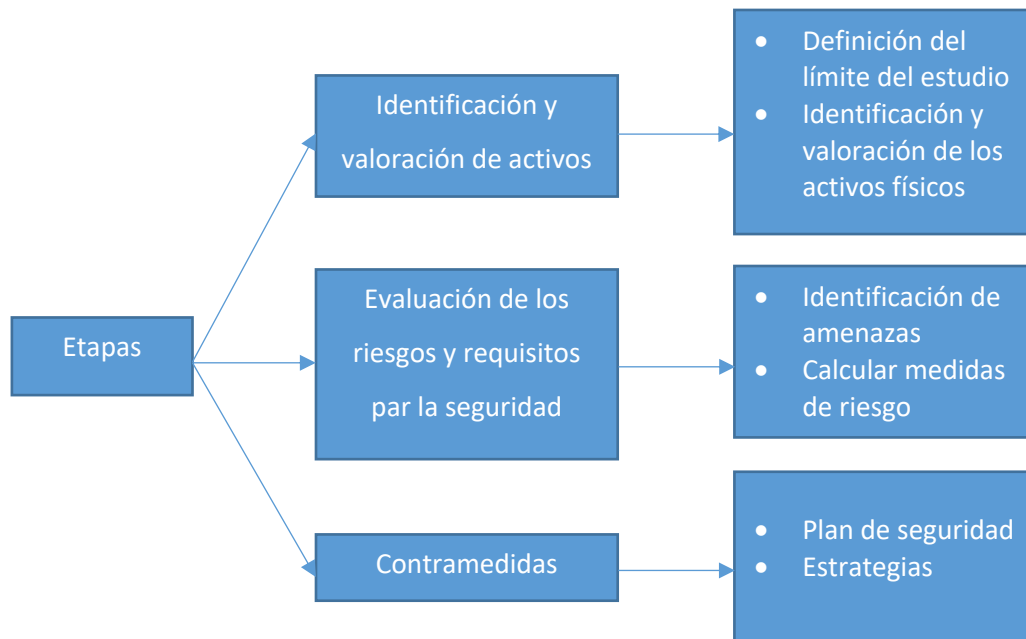 Etapas
Identificación y
valoración de activos
• Definición del
límite del estudio
• Identificación y
valoración de los
activos físicos
Evaluación de los
riesgos y requisitos
par la seguridad
• Identificación de
amenazas
• Calcular medidas
de riesgo
Contramedidas
• Plan de seguridad
• Estrategias